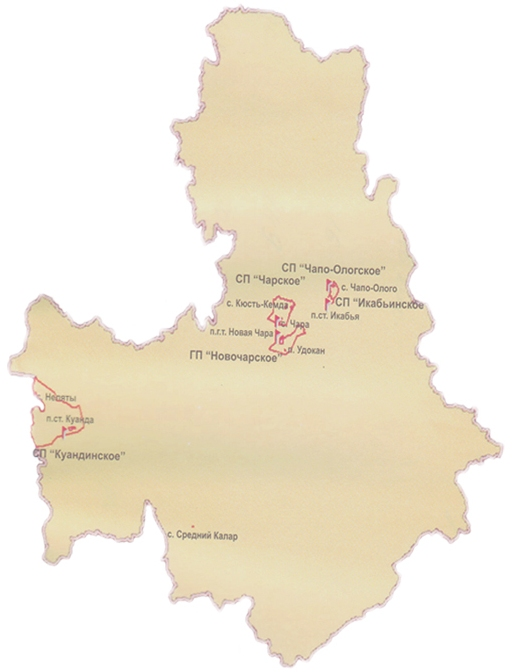 СП "Чапо-Ологское"
СП "Чарское"
с. Чапо-Олого
с. Кюсть-Кемда
СП "Икабьинское
п.ст. Икабья
с. Чара
п.г.т. Новая Чара
п. Удокан
ГП "Новочарское"
Неляты
п.ст. Куанда
СП "Куандинское"
с. Средний Калар